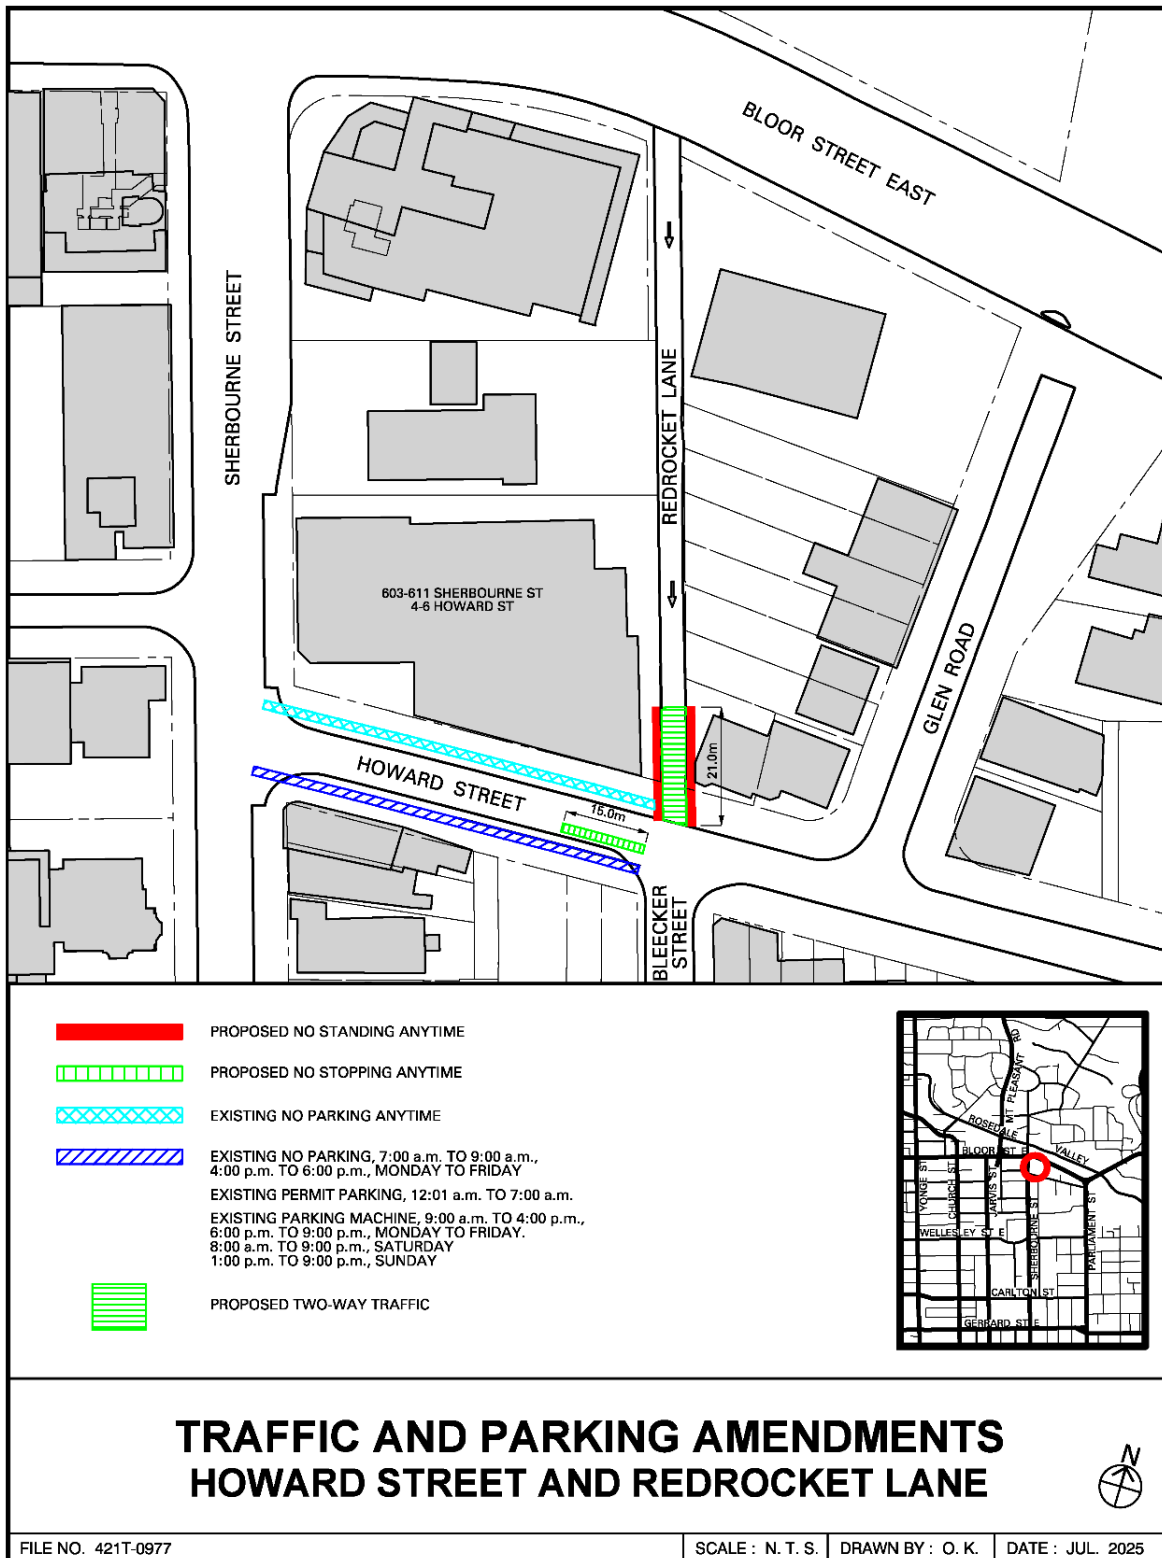 BLOOR STREET EAST
SHERBOURNE STREET
REDROCKET LANE
603-611 SHERBOURNE ST
4-6 HOWARD ST
GLEN ROAD
21.0m
HOWARD STREET
15.0m
BLEECKER
STREET
PROPOSED NO STANDING ANYTIME
PROPOSED NO STOPPING ANYTIME
EXISTING NO PARKING ANYTIME
EXISTING NO PARKING, 7:00 a.m. TO 9:00 a.m.,
4:00 p.m. TO 6:00 p.m., MONDAY TO FRIDAY
EXISTING PERMIT PARKING, 12:01 a.m. TO 7:00 a.m.
EXISTING PARKING MACHINE, 9:00 a.m. TO 4:00 p.m.,
6:00 p.m. TO 9:00 p.m., MONDAY TO FRIDAY.
8:00 a.m. TO 9:00 p.m., SATURDAY
1:00 p.m. TO 9:00 p.m., SUNDAY
PROPOSED TWO-WAY TRAFFIC
MT PLEASANT RD
ROSEDALE
VALLEY
BLOOR ST E
YONGE ST
CHURCH ST
JARVIS ST
SHERBOURNE ST
PARLIAMENT ST
WELLESLEY ST E
CARLTON ST
GERRARD ST E
TRAFFIC AND PARKING AMENDMENTS
HOWARD STREET AND REDROCKET LANE
N
FILE NO. 421T-0977
SCALE : N. T. S.
DRAWN BY : O. K.
DATE : JUL. 2025